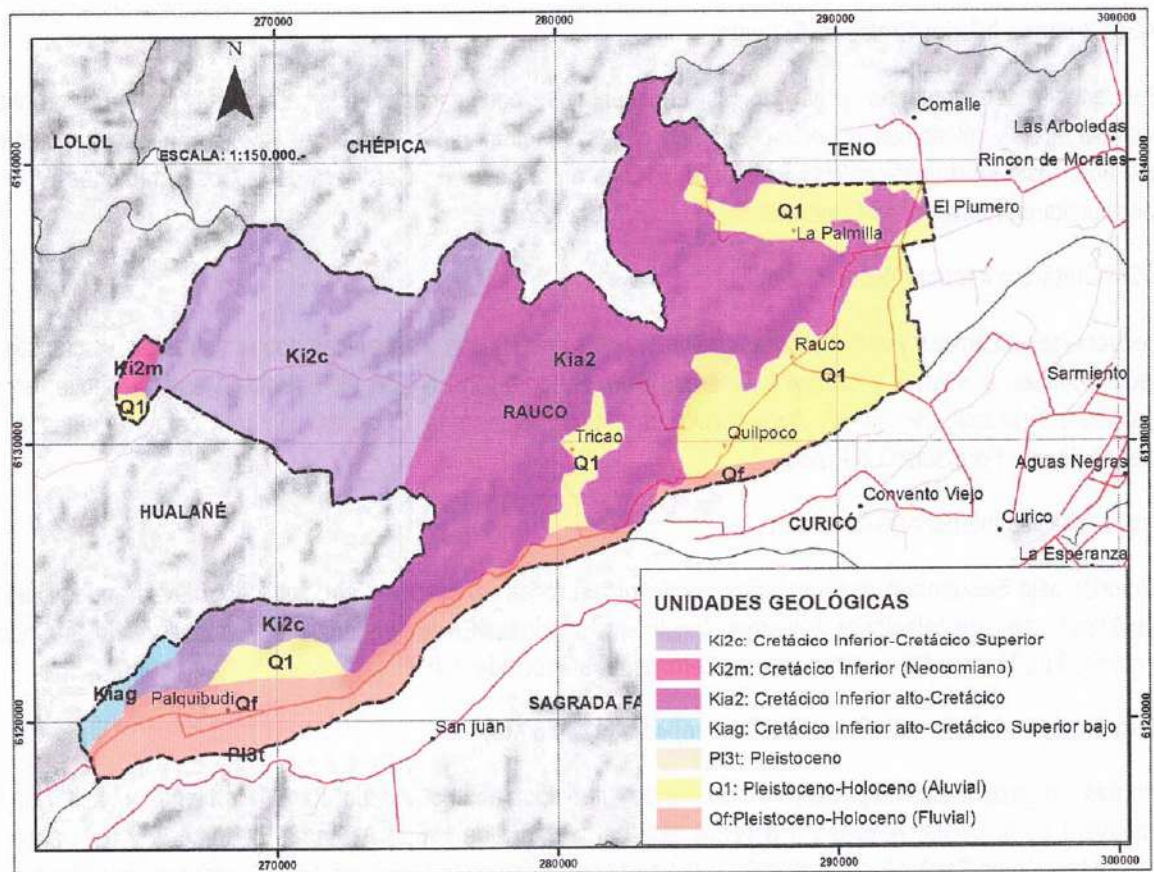 270000
280000
290000
300000
N
Comalle
LOLOL
CHÉPICA
TENO
Las Arboledas
ESCALA: 1:150.000.-
Rincon de Morales
6140000
6140000
Q1
El Plumero
La Palmilla
Ki2c
Kia2
Rauco
Ki2m
Q1
Sarmiento
Q1
RAUCO
Tricao
Quilpoco
6130000
6130000
Q1
Qf
Aguas Negras
Convento Viejo
HUALAÑÉ
CURICÓ
Curico
La Esperanza
Ki2c
Q1
Kiag
Palquibudi
Qf
SAGRADA FA
6120000
6120000
San juan
Pl3t
UNIDADES GEOLÓGICAS
Ki2c: Cretácico Inferior-Cretácico Superior
Ki2m: Cretácico Inferior (Neocomiano)
Kia2: Cretácico Inferior alto-Cretácico
Kiag: Cretácico Inferior alto-Cretácico Superior bajo
Pl3t: Pleistoceno
Q1: Pleistoceno-Holoceno (Aluvial)
Qf:Pleistoceno-Holoceno (Fluvial)
270000
280000
290000
300000